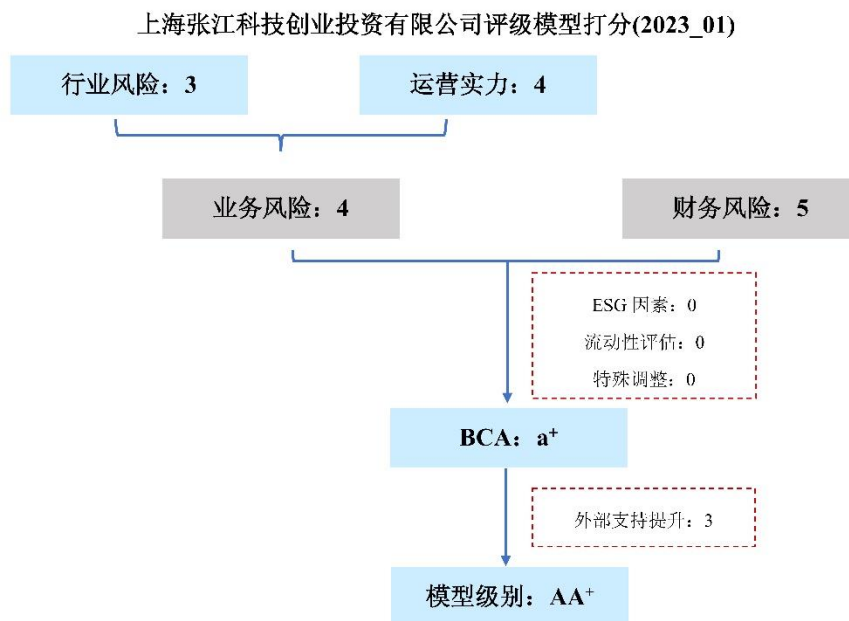 上海张江科技创业投资有限公司评级模型打分(2023_01)
行业风险：3
运营实力：4
业务风险：4
财务风险：5
ESG 因素：0
流动性评估：0
特殊调整：0
BCA：a⁺
外部支持提升：3
模型级别：AA⁺